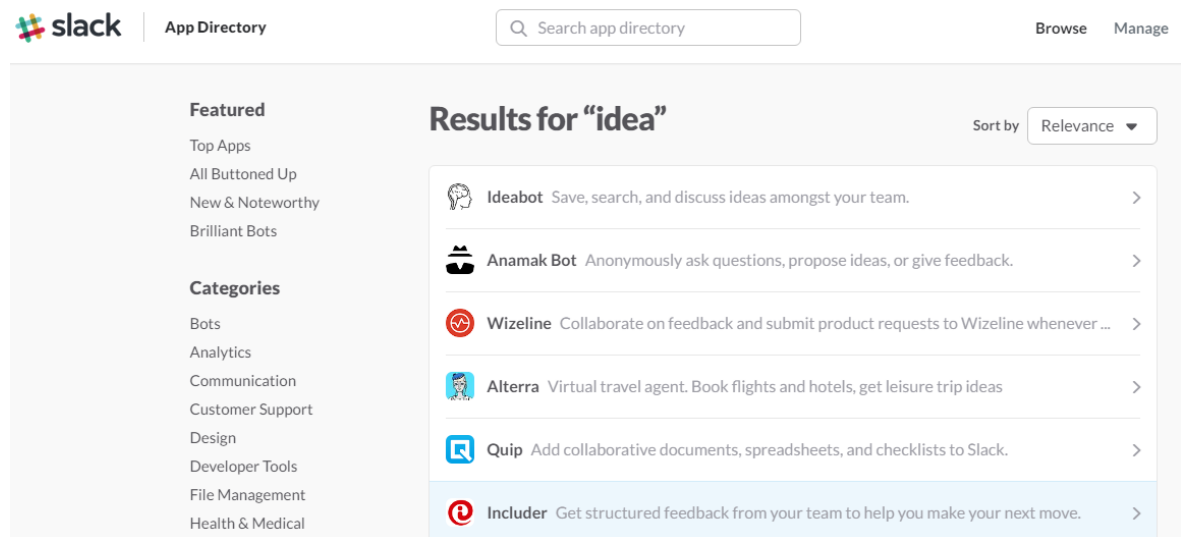 slack
App Directory
Search app directory
Browse
Manage
Featured
Top Apps
All Buttoned Up
New & Noteworthy
Brilliant Bots
Categories
Bots
Analytics
Communication
Customer Support
Design
Developer Tools
File Management
Health & Medical
Results for “idea”
Sort by
Relevance
Ideabot Save, search, and discuss ideas amongst your team.
Anamak Bot Anonymously ask questions, propose ideas, or give feedback.
Wizeline Collaborate on feedback and submit product requests to Wizeline whenever ...
Alterra Virtual travel agent. Book flights and hotels, get leisure trip ideas
Quip Add collaborative documents, spreadsheets, and checklists to Slack.
Includer Get structured feedback from your team to help you make your next move.